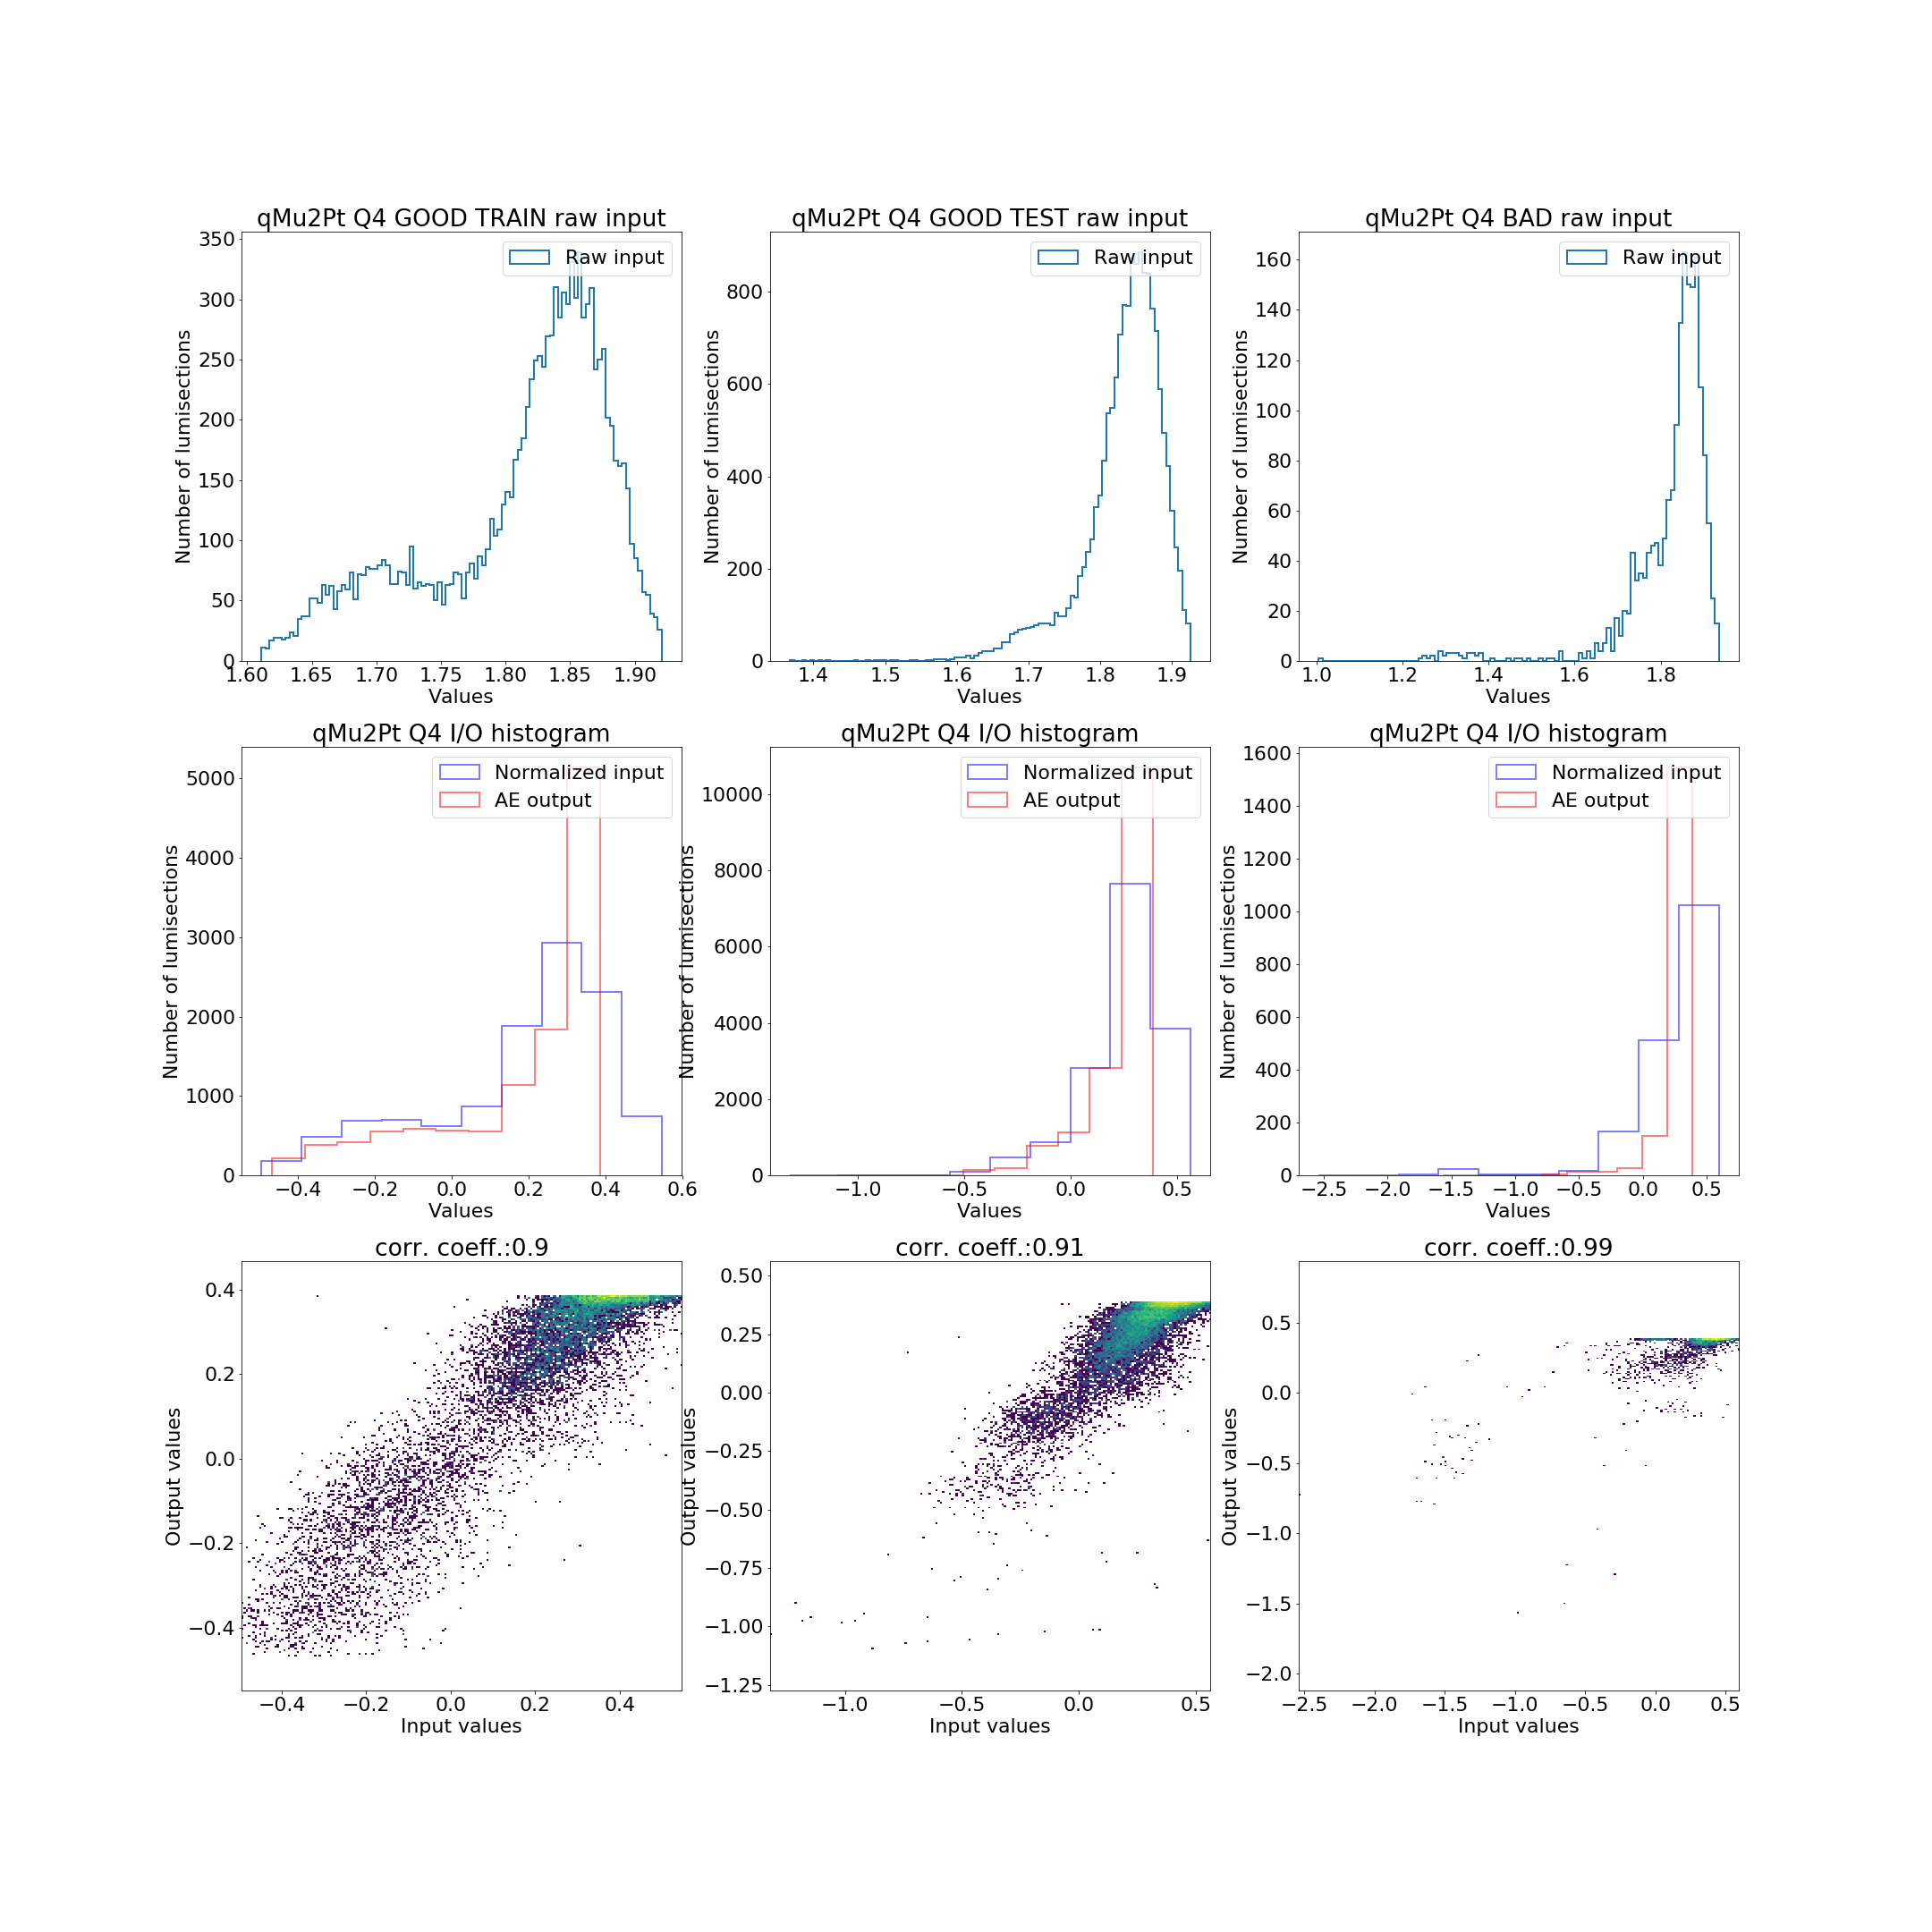 qMu2Pt Q4 GOOD TRAIN raw input
Raw input
Number of lumisections
350
300
250
200
150
100
50
0
1.60 1.65 1.70 1.75 1.80 1.85 1.90
Values
qMu2Pt Q4 GOOD TEST raw input
Raw input
Number of lumisections
800
600
400
200
0
1.4 1.5 1.6 1.7 1.8 1.9
Values
qMu2Pt Q4 BAD raw input
Raw input
Number of lumisections
160
140
120
100
80
60
40
20
0
1.0 1.2 1.4 1.6 1.8
Values
qMu2Pt Q4 I/O histogram
Normalized input
AE output
Number of lumisections
5000
4000
3000
2000
1000
0
−0.4 −0.2 0.0 0.2 0.4 0.6
Values
qMu2Pt Q4 I/O histogram
Normalized input
AE output
Number of lumisections
10000
8000
6000
4000
2000
0
−1.0 −0.5 0.0 0.5
Values
qMu2Pt Q4 I/O histogram
Normalized input
AE output
Number of lumisections
1600
1400
1200
1000
800
600
400
200
0
−2.5 −2.0 −1.5 −1.0 −0.5 0.0 0.5
Values
corr. coeff.:0.9
Output values
0.4
0.2
0.0
−0.2
−0.4
−0.4 −0.2 0.0 0.2 0.4
Input values
corr. coeff.:0.91
Output values
0.50
0.25
0.00
−0.25
−0.50
−0.75
−1.00
−1.25
−1.0 −0.5 0.0 0.5
Input values
corr. coeff.:0.99
Output values
0.5
0.0
−0.5
−1.0
−1.5
−2.0
−2.5 −2.0 −1.5 −1.0 −0.5 0.0 0.5
Input values